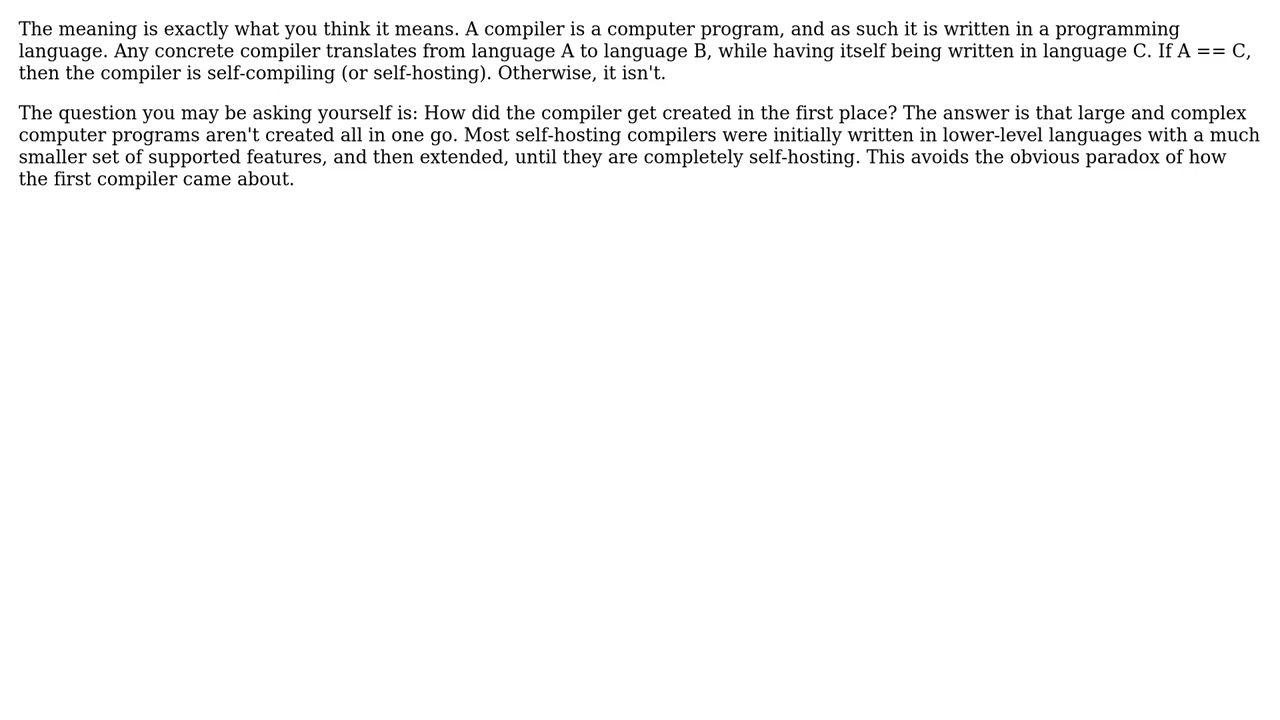 The meaning is exactly what you think it means. A compiler is a computer program, and as such it is written in a programming
language. Any concrete compiler translates from language A to language B, while having itself being written in language C. If A == C,
then the compiler is self-compiling (or self-hosting). Otherwise, it isn't.
The question you may be asking yourself is: How did the compiler get created in the first place? The answer is that large and complex
computer programs aren't created all in one go. Most self-hosting compilers were initially written in lower-level languages with a much
smaller set of supported features, and then extended, until they are completely self-hosting. This avoids the obvious paradox of how
the first compiler came about.